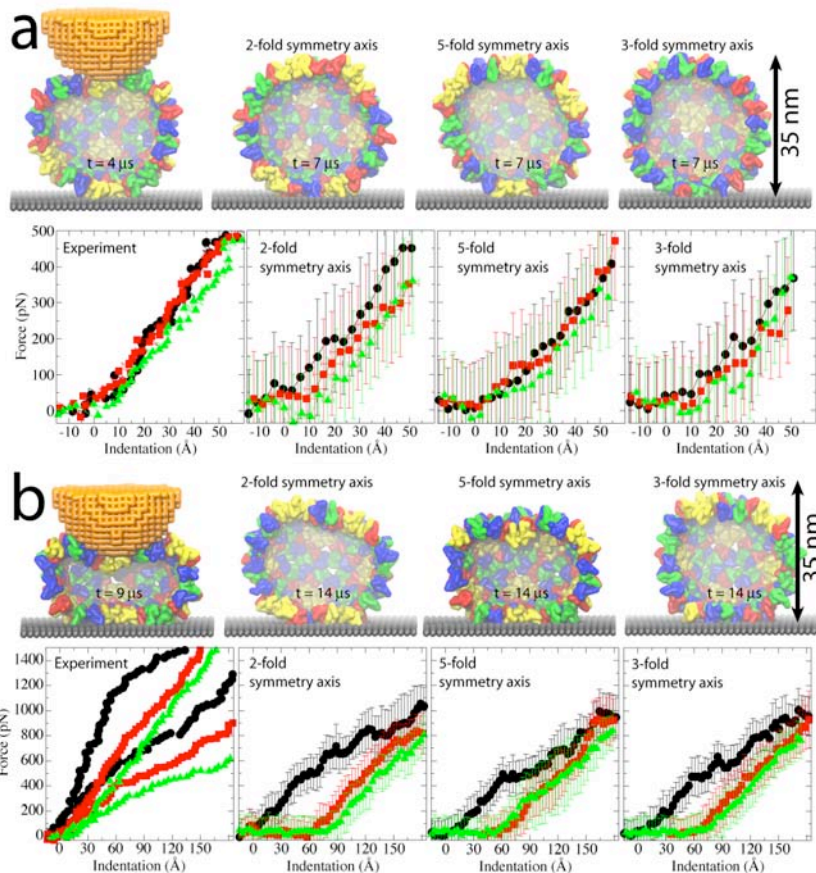 a
2-fold symmetry axis
5-fold symmetry axis
3-fold symmetry axis
t = 4 μs
t = 7 μs
t = 7 μs
t = 7 μs
35 nm
500
400
300
200
100
0
Force (pN)
Experiment
2-fold
symmetry axis
5-fold
symmetry axis
3-fold
symmetry axis
-10 0 10 20 30 40 50
-10 0 10 20 30 40 50
-10 0 10 20 30 40 50
-10 0 10 20 30 40 50
Indentation (Å)
Indentation (Å)
Indentation (Å)
Indentation (Å)
b
2-fold symmetry axis
5-fold symmetry axis
3-fold symmetry axis
t = 9 μs
t = 14 μs
t = 14 μs
t = 14 μs
35 nm
1400
1200
1000
800
600
400
200
0
Force (pN)
Experiment
2-fold
symmetry axis
5-fold
symmetry axis
3-fold
symmetry axis
0 30 60 90 150
0 30 60 90 150
0 30 60 90 150
0 30 60 90 150
Indentation (Å)
Indentation (Å)
Indentation (Å)
Indentation (Å)